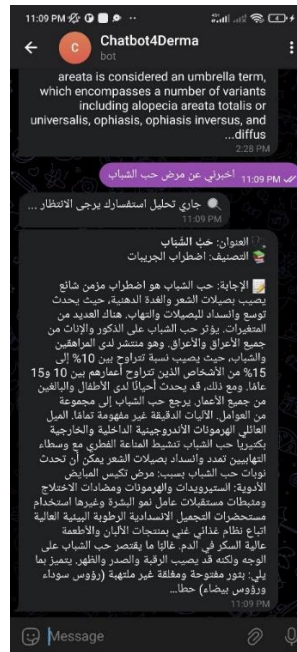 11:09 PM
C
Chatbot4Derma
bot
areata is considered an umbrella term,
which encompasses a number of variants
including alopecia areata totalis or
universalis, ophiasis, ophiasis inversus, and
...diffus
2:28 PM
اخبرني عن مرض حب الشباب
11:09 PM
جاري تحليل استفسارك يرجى الانتظار ...
11:09 PM
العنوان: حَبُّ الشَّبَاب
التصنيف: اضطراب الجريبات
الإجابة: حب الشباب هو اضطراب مزمن شائع
يصيب بصيلات الشعر والغدة الدهنية، حيث يحدث
توسع وانسداد للبصيلات والتهاب. هناك العديد من
المتغيرات. يؤثر حب الشباب على الذكور والإناث من
جميع الأعراق والأعراق. وهو منتشر لدى المراهقين
والشباب، حيث يصيب نسبة تتراوح بين 10% إلى
15% من الأشخاص الذين تتراوح أعمارهم بين 10 و15
عامًا. ومع ذلك، قد يحدث أحيانًا لدى الأطفال والبالغين
من جميع الأعمار. يرجع حب الشباب إلى مجموعة
من العوامل. الآليات الدقيقة غير مفهومة تمامًا. الميل
العائلي الهرمونات الأندروجينية الداخلية والخارجية
بكتيريا حب الشباب تنشيط المناعة الفطري مع وسطاء
التهابيين تمدد وانسداد بصيلات الشعر يمكن أن تحدث
نوبات حب الشباب بسبب: مرض تكيس المبايض
الأدوية: الستيرويدات والهرمونات ومضادات الاختلاج
ومثبطات مستقبلات عامل نمو البشرة وغيرها استخدام
مستحضرات التجميل الانسدادية الرطوبة البيئية العالية
اتباع نظام غذائي غني بمنتجات الألبان والأطعمة
عالية السكر في الدم. غالبًا ما يقتصر حب الشباب على
الوجه ولكنه قد يصيب الرقبة والصدر والظهر. يتميز بما
يلي: بثور مفتوحة ومغلقة غير ملتهبة (رؤوس سوداء
ورؤوس بيضاء) حطا...
11:09 PM
Message